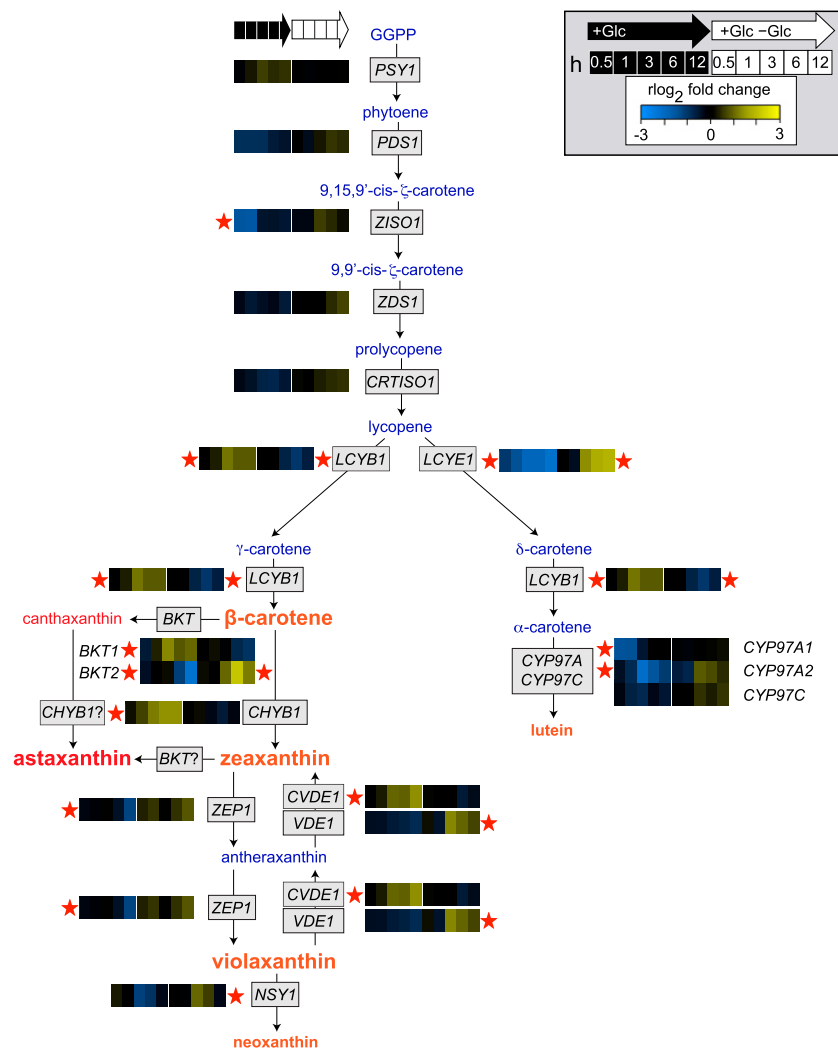 GGPP
+Glc
+Glc −Glc
h 0.5 1 3 6 12 0.5 1 3 6 12
rlog2 fold change
-3 0 3
PSY1
phytoene
PDS1
9,15,9'-cis-ζ-carotene
ZISO1
9,9'-cis-ζ-carotene
ZDS1
prolycopene
CRTISO1
lycopene
LCYB1
LCYE1
γ-carotene
δ-carotene
LCYB1
LCYB1
canthaxanthin
BKT
β-carotene
α-carotene
BKT1
BKT2
CYP97A
CYP97C
CYP97A1
CYP97A2
CYP97C
CHYB1?
CHYB1
lutein
astaxanthin
BKT?
zeaxanthin
ZEP1
CVDE1
VDE1
antheraxanthin
ZEP1
CVDE1
VDE1
violaxanthin
NSY1
neoxanthin